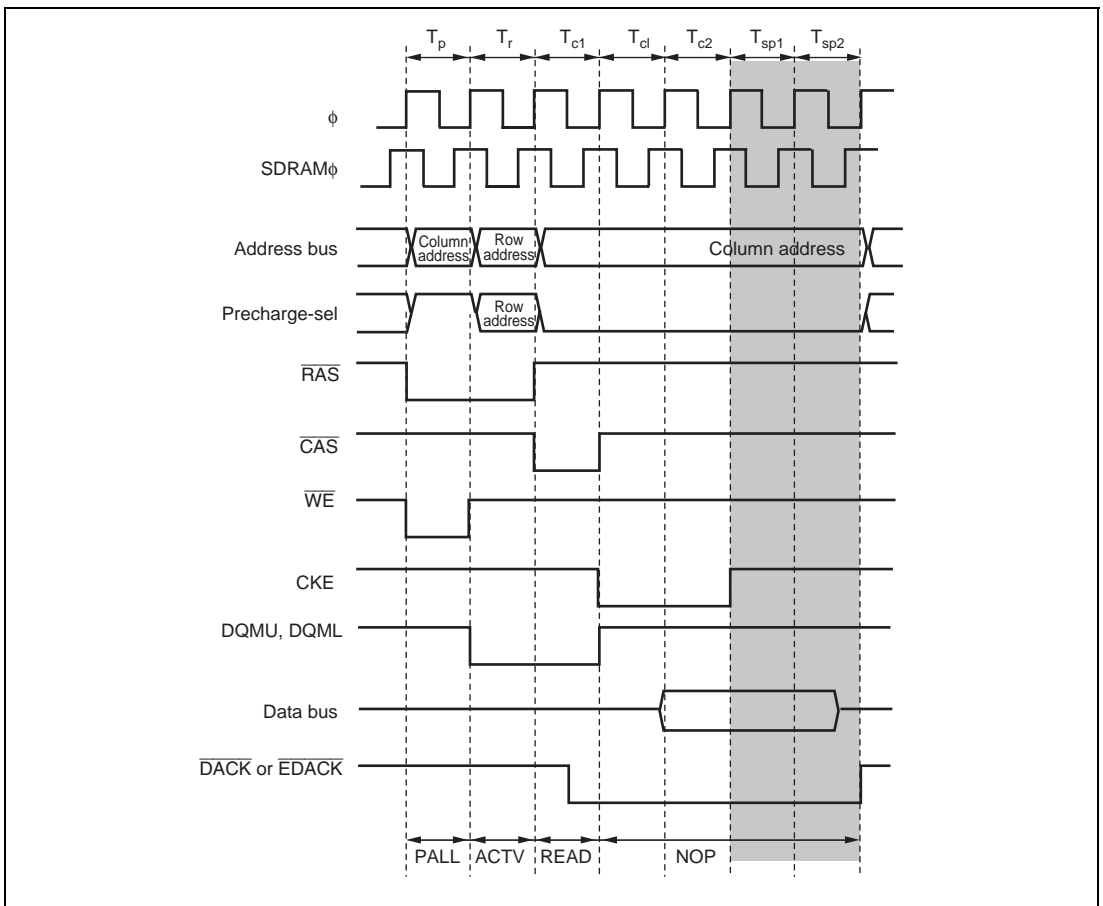 Tp Tr Tc1 Tcl Tc2 Tsp1 Tsp2
ϕ
SDRAMϕ
Address bus
Column
address
Row
address
Column address
Precharge-sel
Row
address
RAS
CAS
WE
CKE
DQMU, DQML
Data bus
DACK or EDACK
PALL ACTV READ NOP